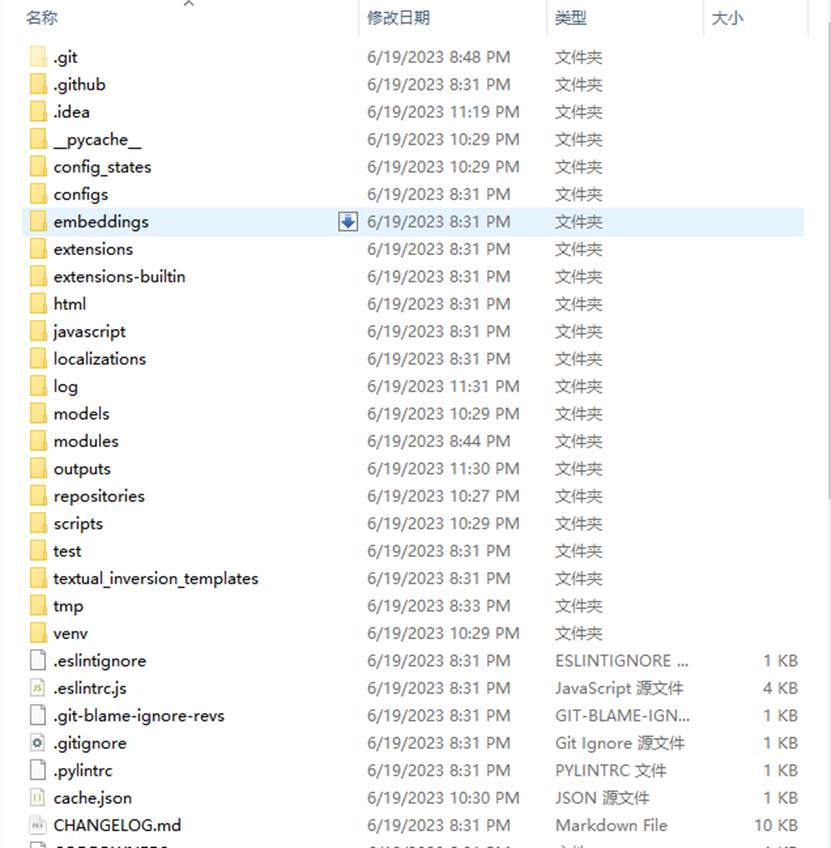 名称 修改日期 类型 大小
.git 6/19/2023 8:48 PM 文件夹
.github 6/19/2023 8:31 PM 文件夹
.idea 6/19/2023 11:19 PM 文件夹
__pycache__ 6/19/2023 10:29 PM 文件夹
config_states 6/19/2023 10:29 PM 文件夹
configs 6/19/2023 8:31 PM 文件夹
embeddings 6/19/2023 8:31 PM 文件夹
extensions 6/19/2023 8:31 PM 文件夹
extensions-builtin 6/19/2023 8:31 PM 文件夹
html 6/19/2023 8:31 PM 文件夹
javascript 6/19/2023 8:31 PM 文件夹
localizations 6/19/2023 8:31 PM 文件夹
log 6/19/2023 11:31 PM 文件夹
models 6/19/2023 10:29 PM 文件夹
modules 6/19/2023 8:44 PM 文件夹
outputs 6/19/2023 11:30 PM 文件夹
repositories 6/19/2023 10:27 PM 文件夹
scripts 6/19/2023 10:29 PM 文件夹
test 6/19/2023 8:31 PM 文件夹
textual_inversion_templates 6/19/2023 8:31 PM 文件夹
tmp 6/19/2023 8:33 PM 文件夹
venv 6/19/2023 10:29 PM 文件夹
.eslintignore 6/19/2023 8:31 PM ESLINTIGNORE ... 1 KB
.eslintrc.js 6/19/2023 8:31 PM JavaScript 源文件 4 KB
.git-blame-ignore-revs 6/19/2023 8:31 PM GIT-BLAME-IGN... 1 KB
.gitignore 6/19/2023 8:31 PM Git Ignore 源文件 1 KB
.pylintrc 6/19/2023 8:31 PM PYLINTRC 文件 1 KB
cache.json 6/19/2023 10:30 PM JSON 源文件 1 KB
CHANGELOG.md 6/19/2023 8:31 PM Markdown File 10 KB